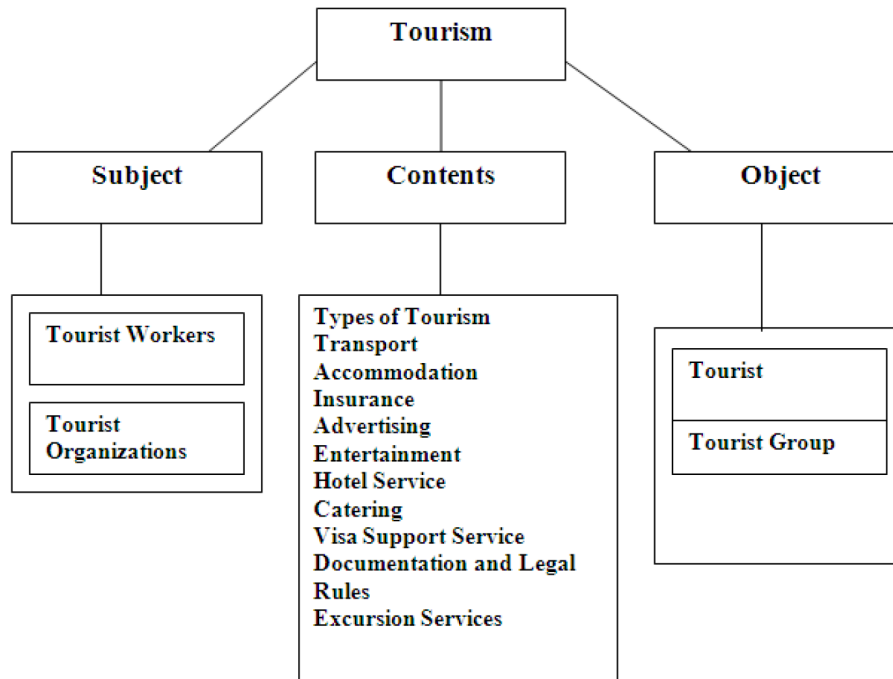 Tourism
Subject
Contents
Object
Tourist Workers
Tourist
Organizations
Types of Tourism
Transport
Accommodation
Insurance
Advertising
Entertainment
Hotel Service
Catering
Visa Support Service
Documentation and Legal
Rules
Excursion Services
Tourist
Tourist Group